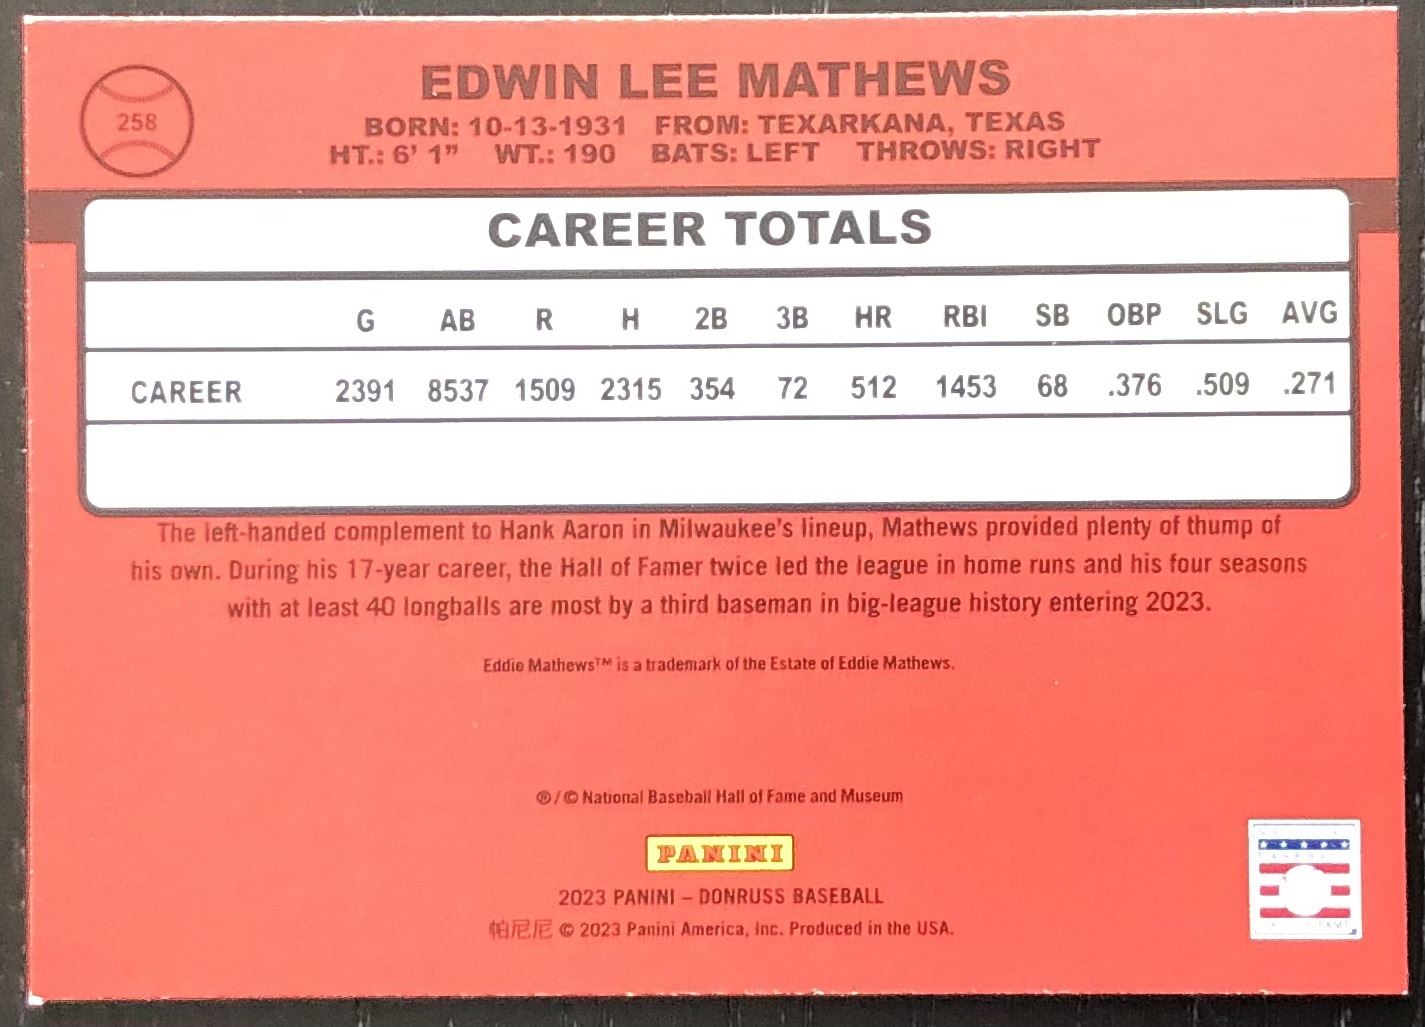 258
EDWIN LEE MATHEWS
BORN: 10-13-1931 FROM: TEXARKANA, TEXAS
HT.: 6' 1" WT.: 190 BATS: LEFT THROWS: RIGHT
CAREER TOTALS
G AB R H 2B 3B HR RBI SB OBP SLG AVG
CAREER 2391 8537 1509 2315 354 72 512 1453 68 .376 .509 .271
The left-handed complement to Hank Aaron in Milwaukee's lineup, Mathews provided plenty of thump of
his own. During his 17-year career, the Hall of Famer twice led the league in home runs and his four seasons
with at least 40 longballs are most by a third baseman in big-league history entering 2023.
Eddie Mathews™ is a trademark of the Estate of Eddie Mathews.
®/© National Baseball Hall of Fame and Museum
PANINI
2023 PANINI – DONRUSS BASEBALL
帕尼尼 © 2023 Panini America, Inc. Produced in the USA.